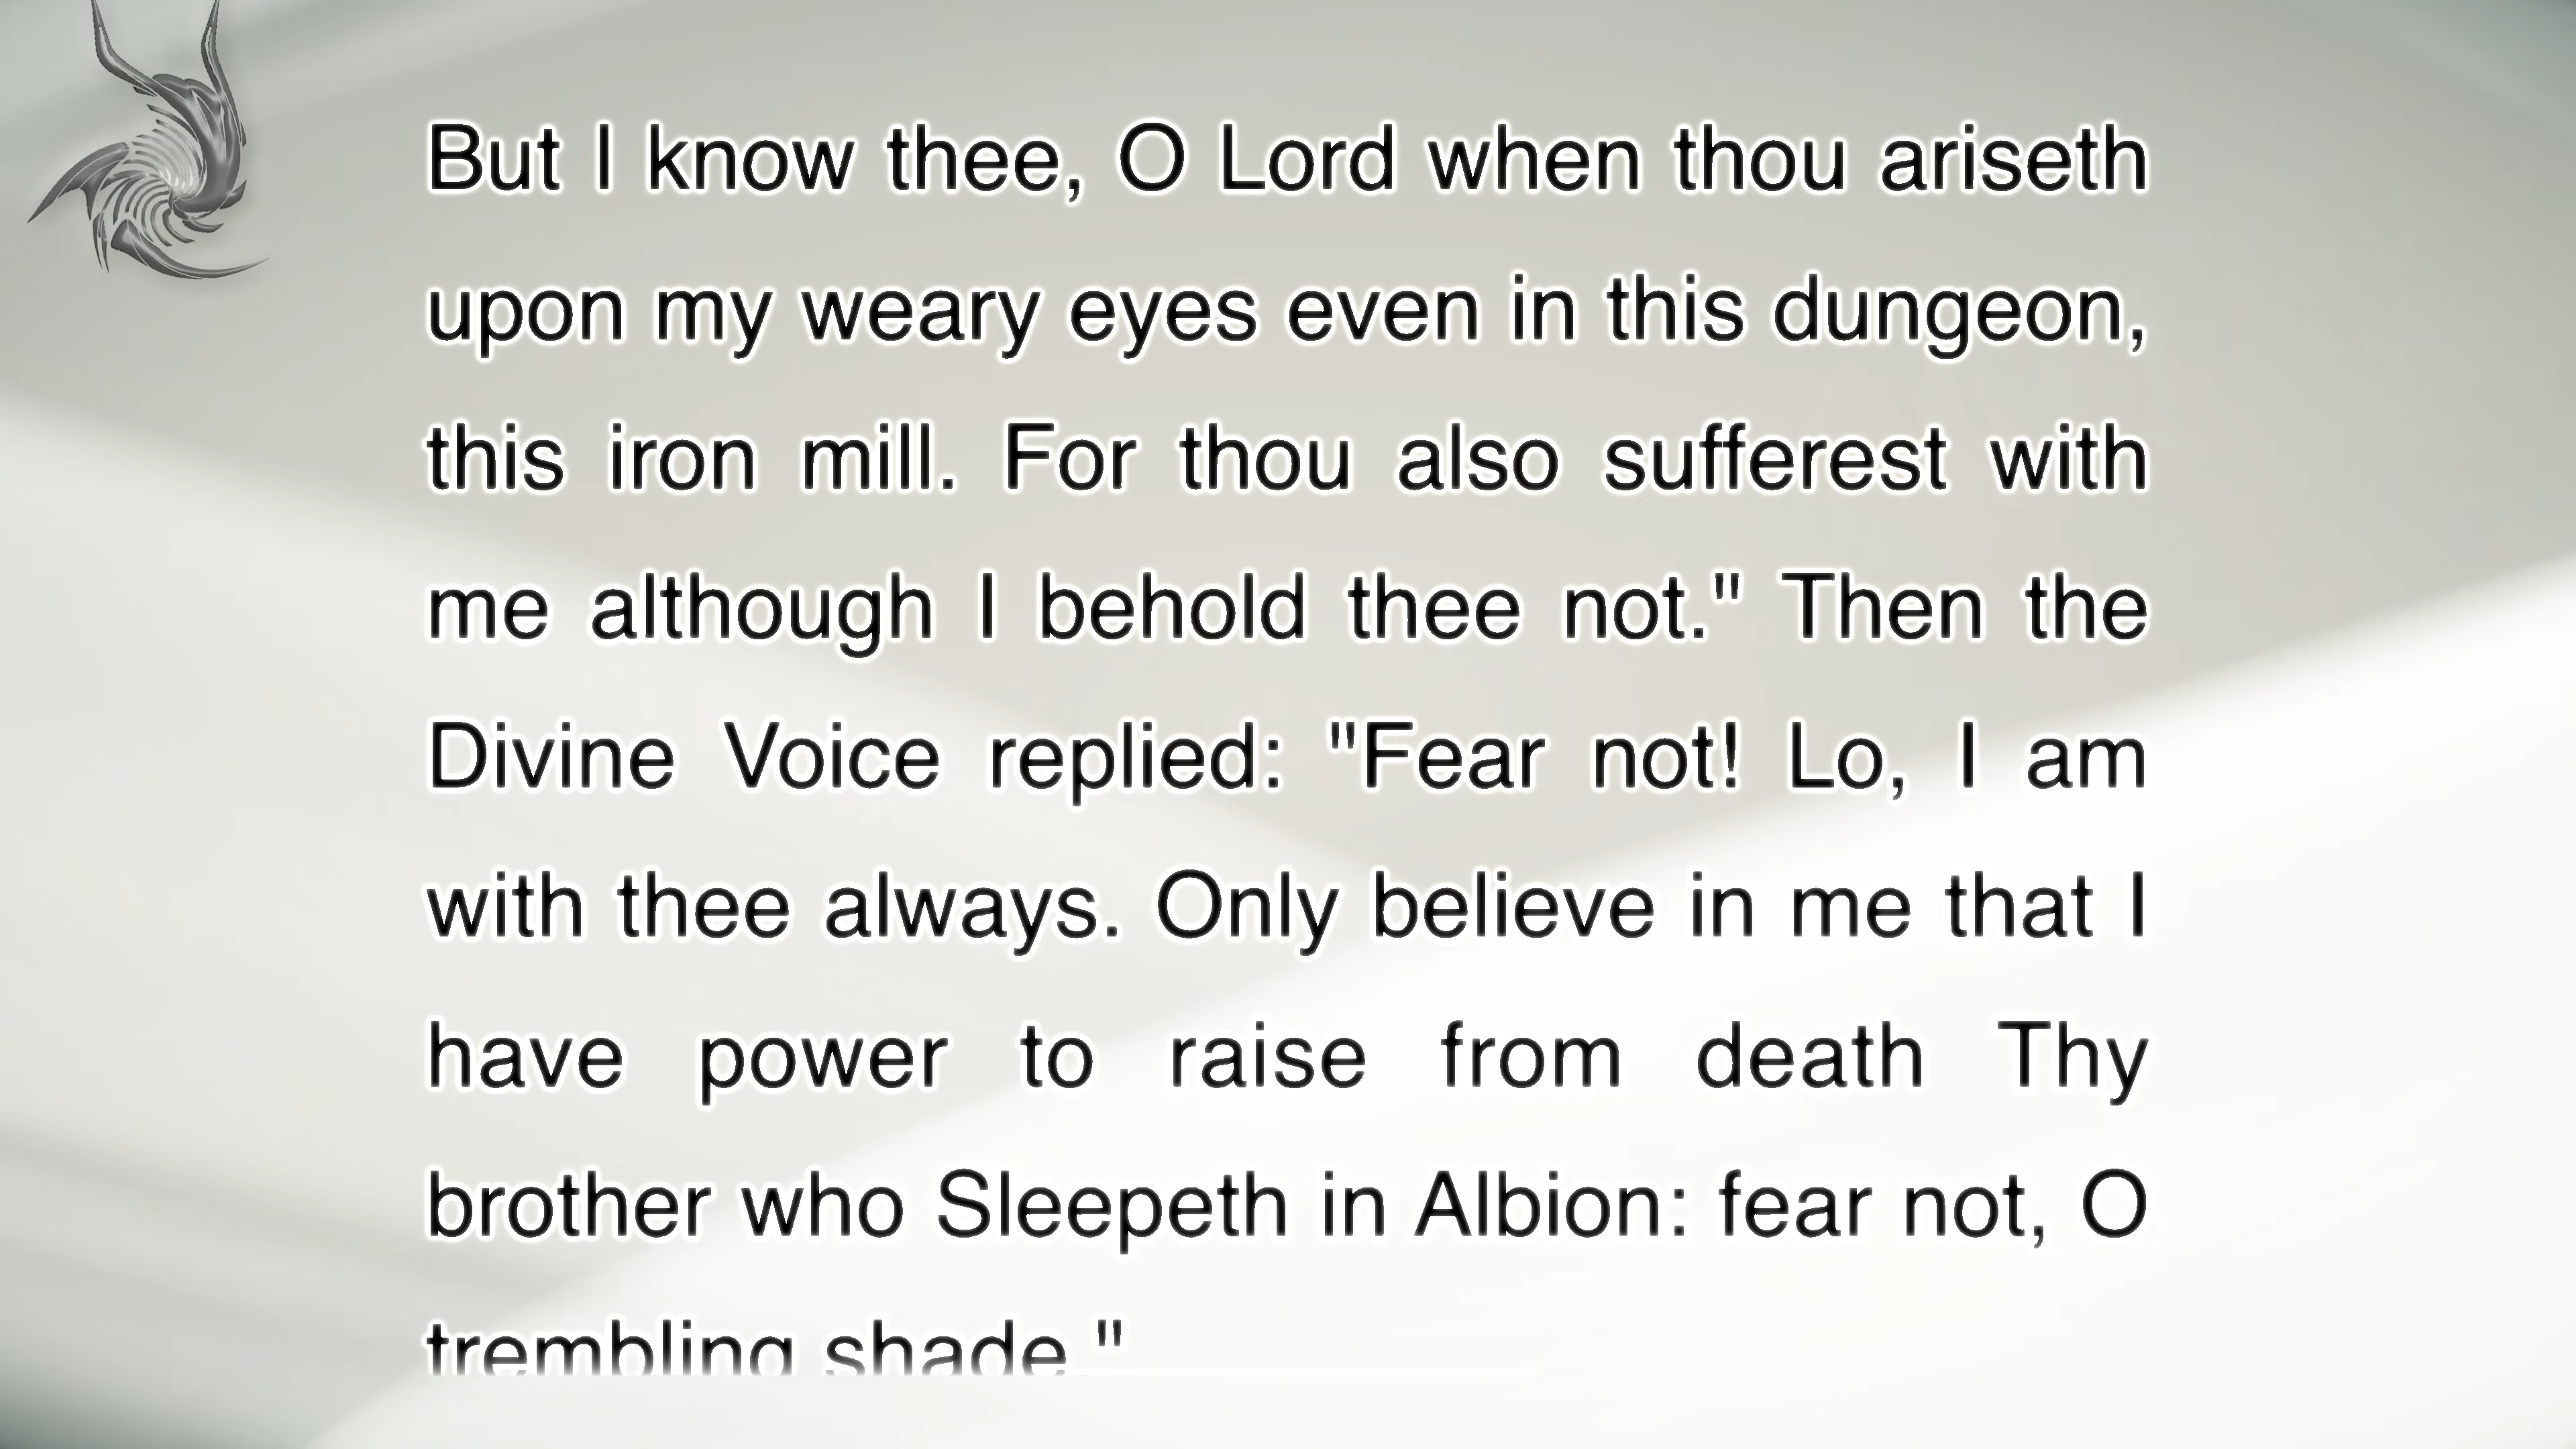 But I know thee, O Lord when thou ariseth
upon my weary eyes even in this dungeon,
this iron mill. For thou also sufferest with
me although I behold thee not." Then the
Divine Voice replied: "Fear not! Lo, I am
with thee always. Only believe in me that I
have power to raise from death Thy
brother who Sleepeth in Albion: fear not, O
trembling shade."